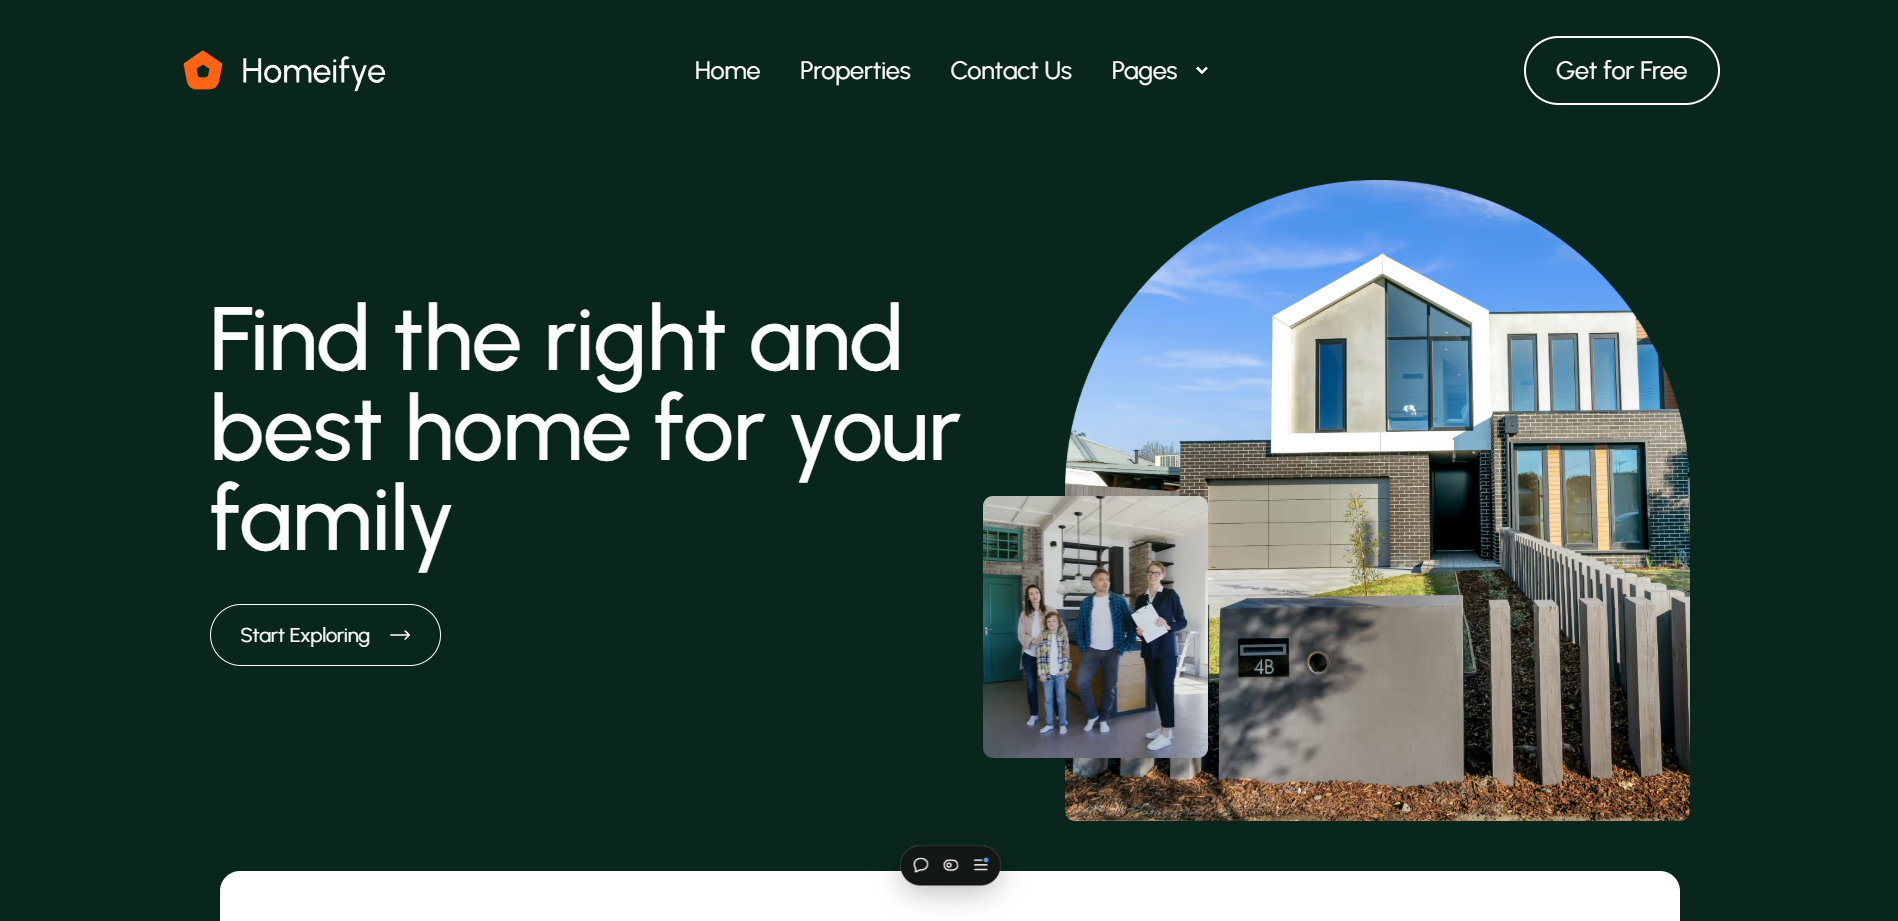 Homeifye
Home
Properties
Contact Us
Pages
Get for Free
Find the right and
best home for your
family
Start Exploring
4B